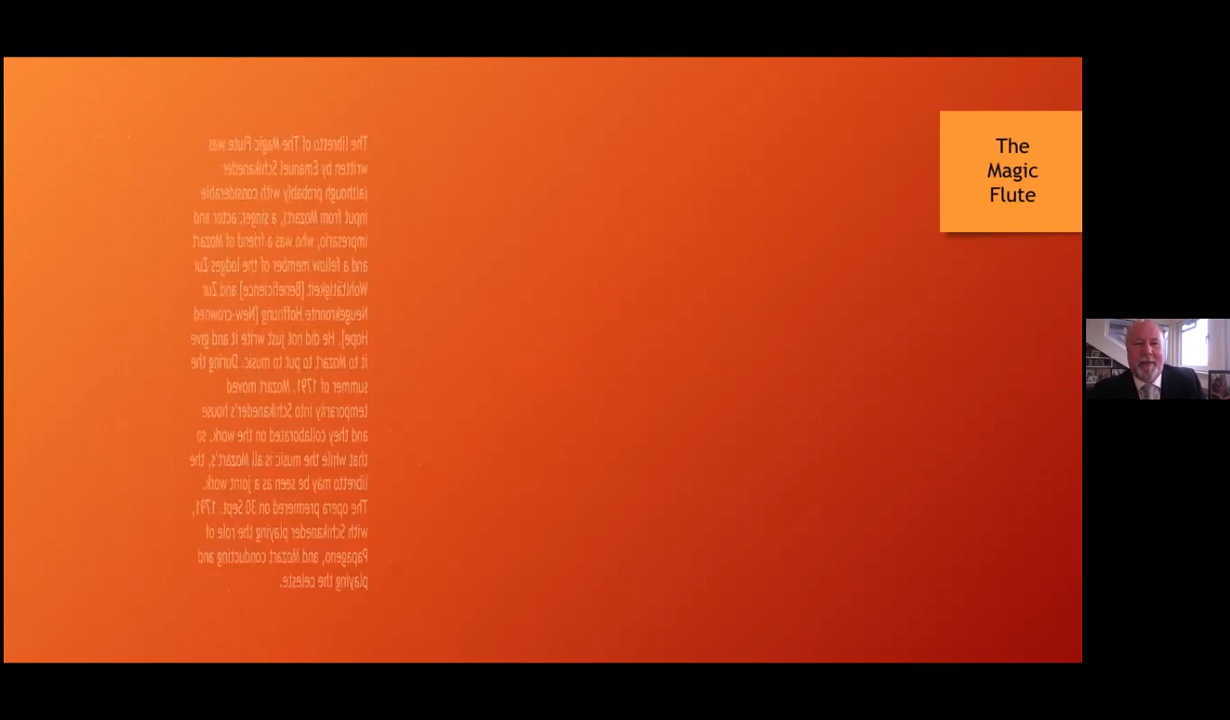 The
Magic
Flute
The libretto of The Magic Flute was
written by Emanuel Schikaneder
(although probably with considerable
input from Mozart), a singer, actor and
impresario, who was a friend of Mozart
and a fellow member of the lodges Zur
Wohltätigkeit [Beneficience] and Zur
Neugekronnte Hoffnung [New-crowned
Hope]. He did not just write it and give
it to Mozart to put to music. During the
summer of 1791, Mozart moved
temporarily into Schikaneder's house
and they collaborated on the work, so
that while the music is all Mozart's, the
libretto may be seen as a joint work.
The opera premiered on 30 Sept. 1791,
with Schikaneder playing the role of
Papageno, and Mozart conducting and
playing the celeste.